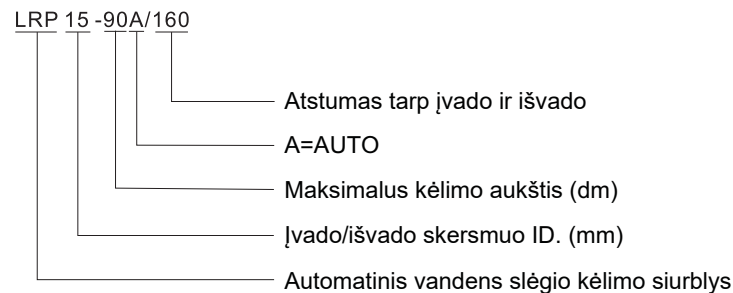 LRP 15 -90A/160
Atstumas tarp įvado ir išvado
A=AUTO
Maksimalus kėlimo aukštis (dm)
Įvado/išvado skersmuo ID. (mm)
Automatinis vandens slėgio kėlimo siurblys